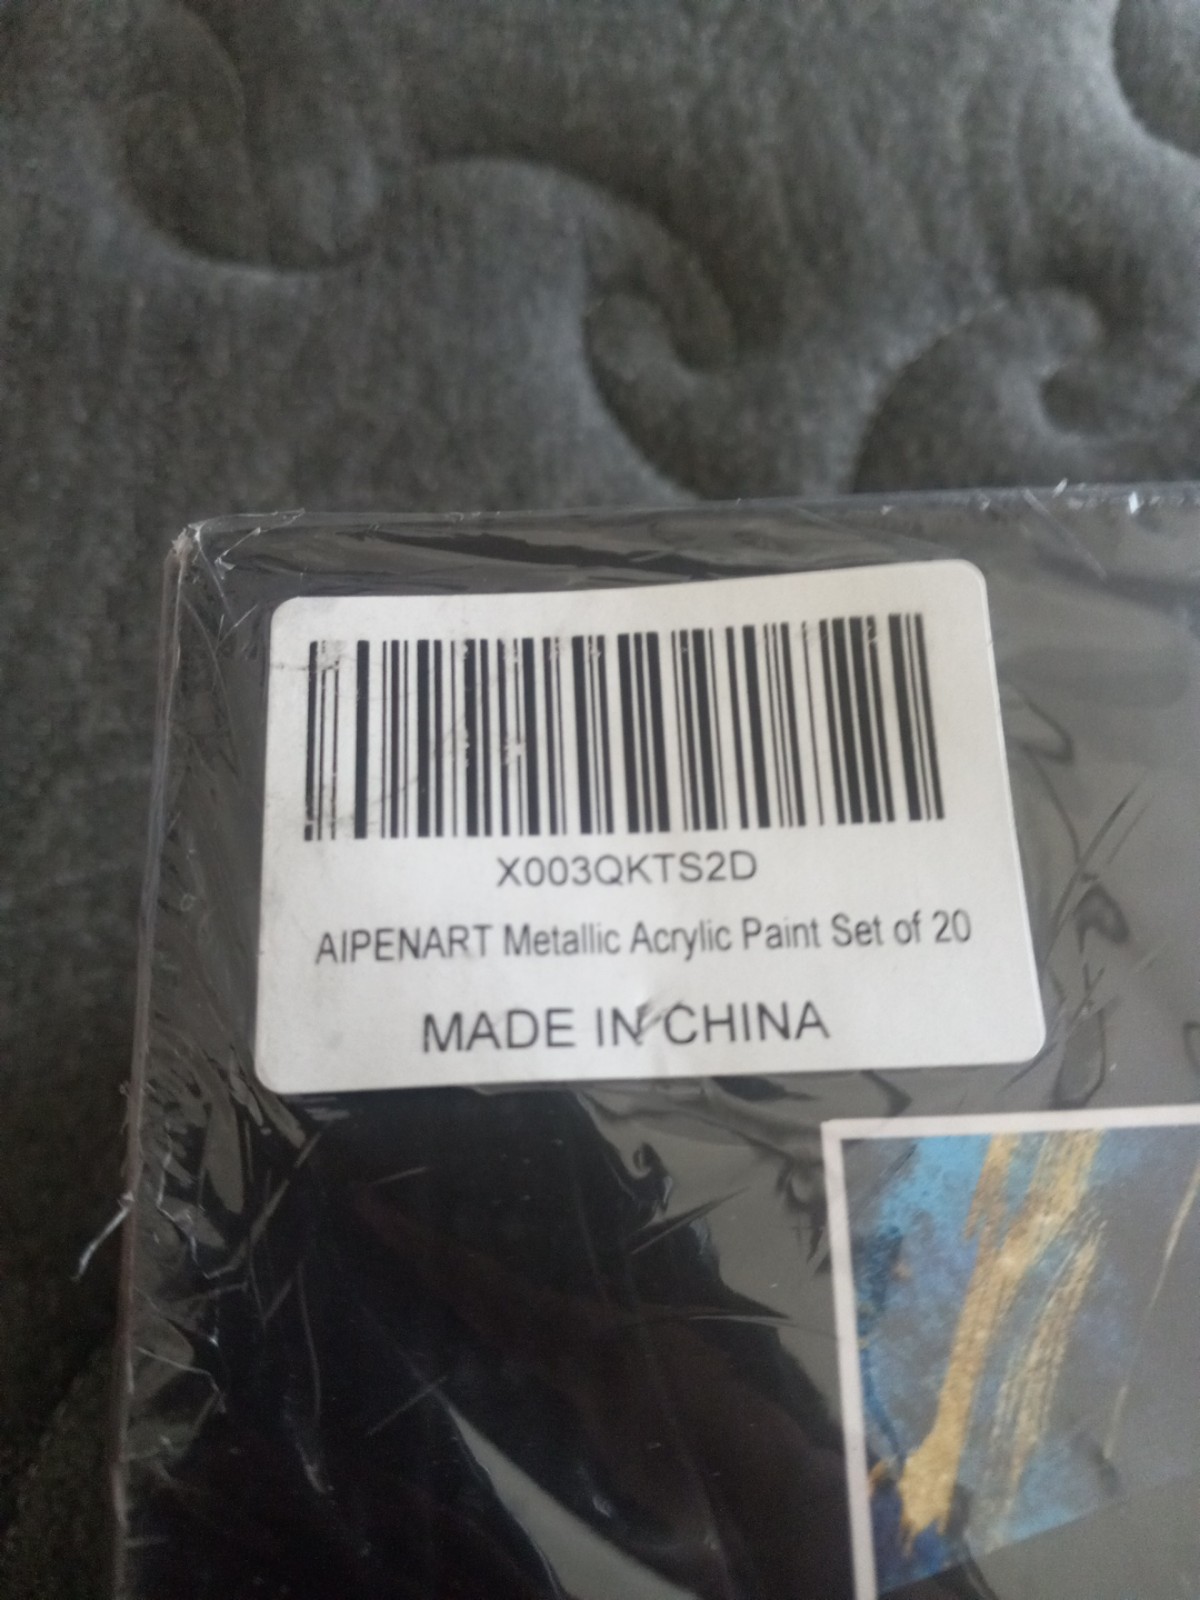 X003QKTS2D
AIPENART Metallic Acrylic Paint Set of 20
MADE IN CHINA